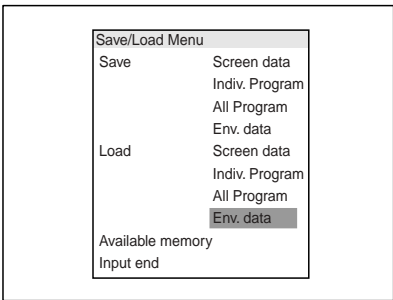 Save/Load Menu
Save Screen data
Indiv. Program
All Program
Env. data
Load Screen data
Indiv. Program
All Program
Env. data
Available memory
Input end